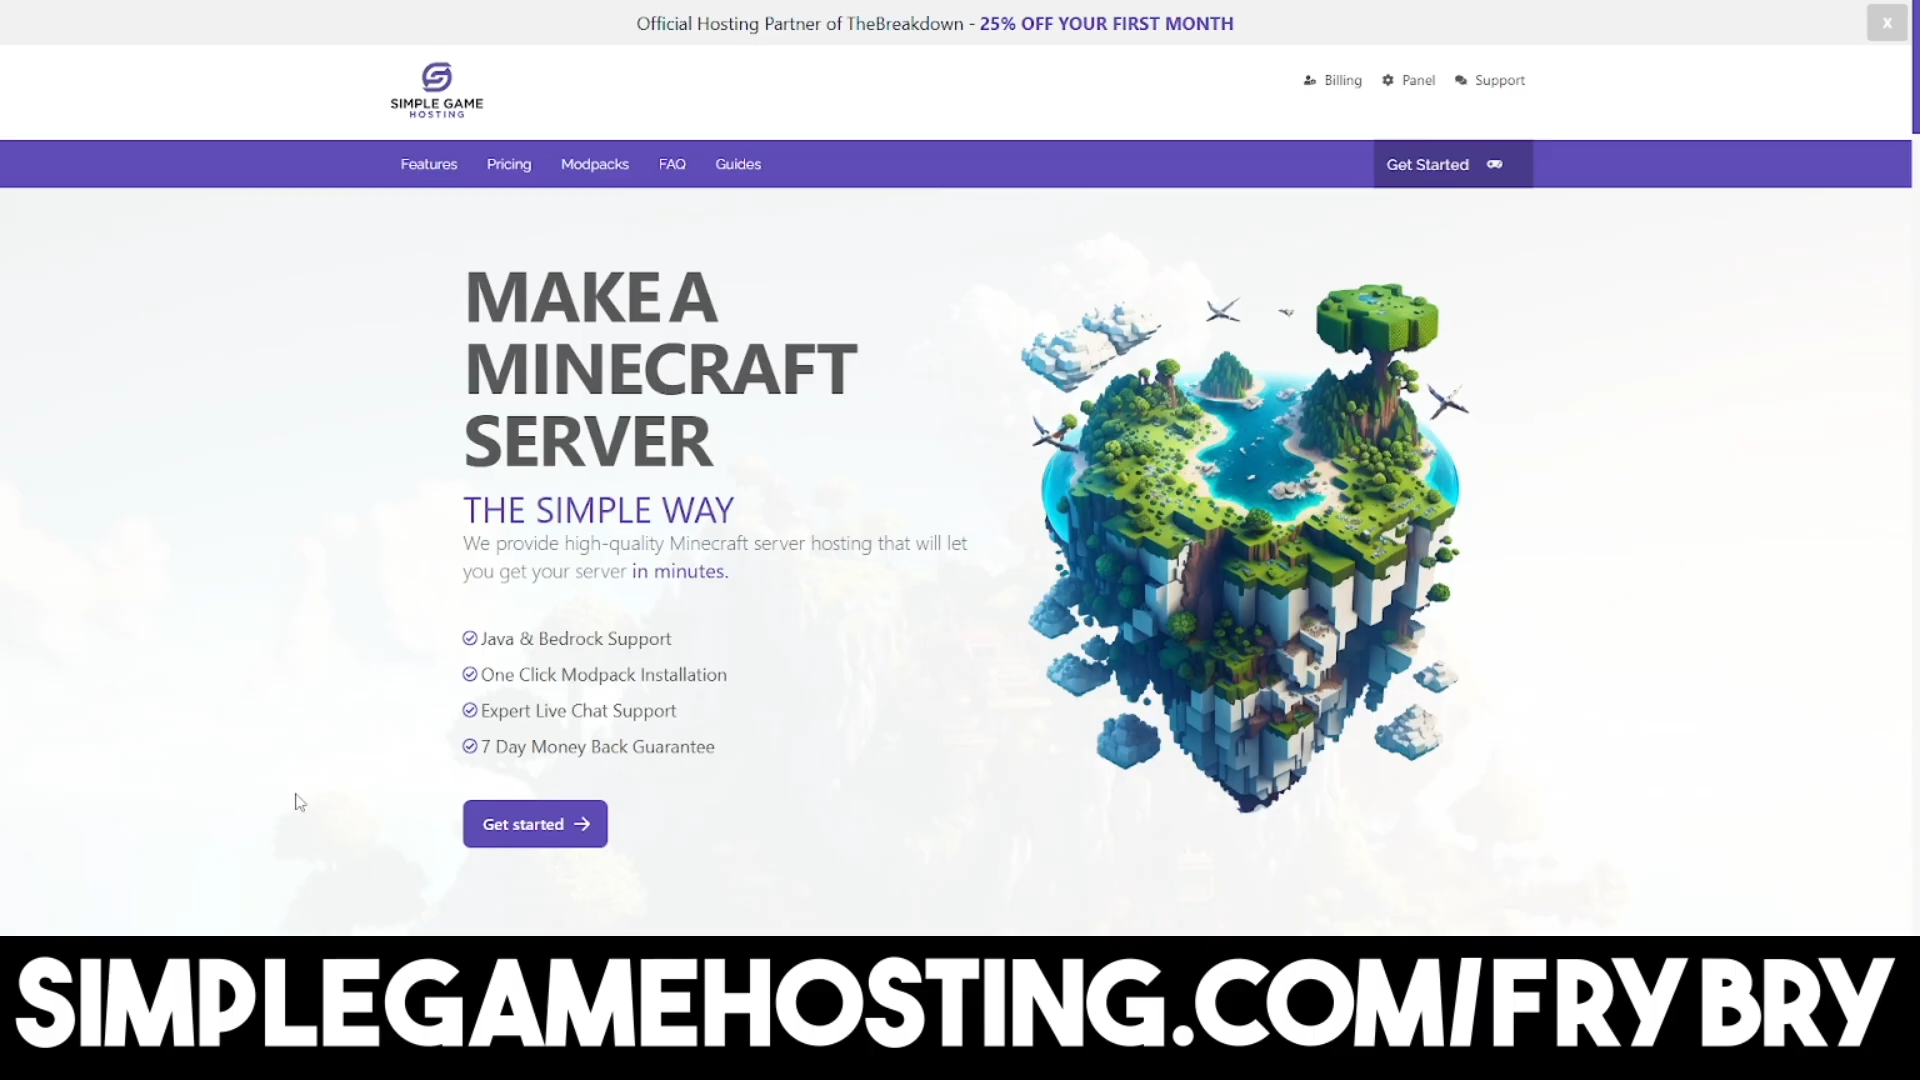 Official Hosting Partner of TheBreakdown - 25% OFF YOUR FIRST MONTH
X
SIMPLE GAME
HOSTING
Billing
Panel
Support
Features
Pricing
Modpacks
FAQ
Guides
Get Started
MAKE A
MINECRAFT
SERVER
THE SIMPLE WAY
We provide high-quality Minecraft server hosting that will let
you get your server in minutes.
Java & Bedrock Support
One Click Modpack Installation
Expert Live Chat Support
7 Day Money Back Guarantee
Get started
SIMPLEGAMEHOSTING.COM/FRYBRY